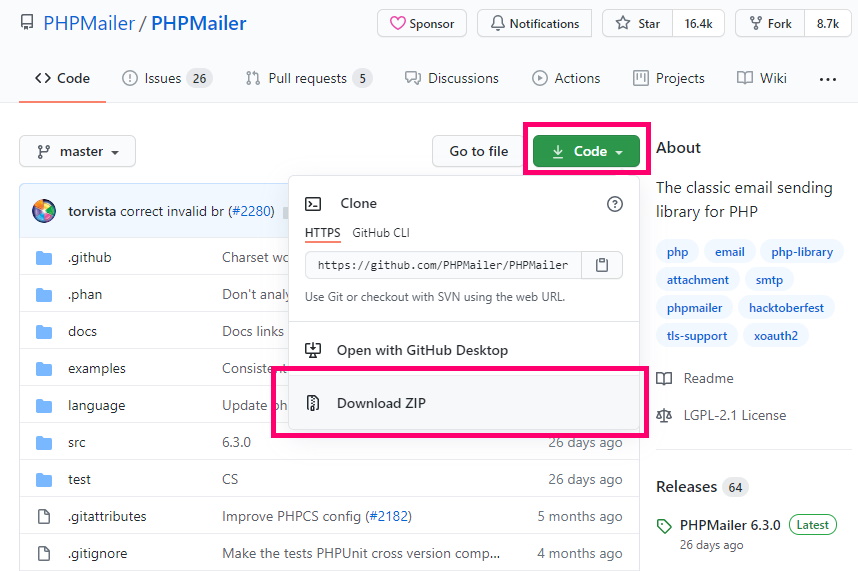 PHPMailer / PHPMailer
Sponsor
Notifications
Star 16.4k
Fork 8.7k
Code
Issues 26
Pull requests 5
Discussions
Actions
Projects
Wiki
master
Go to file
Code
torvista correct invalid br (#2280)
Clone
HTTPS GitHub CLI
https://github.com/PHPMailer/PHPMailer
Use Git or checkout with SVN using the web URL.
Open with GitHub Desktop
Download ZIP
.github Charset
.phan Don't
docs Docs links
examples
language Update
src 6.3.0 26 days ago
test CS 26 days ago
.gitattributes Improve PHPCS config (#2182) 5 months ago
.gitignore Make the tests PHPUnit cross version comp... 4 months ago
About
The classic email sending
library for PHP
php email php-library
attachment smtp
phpmailer hacktoberfest
tls-support xoauth2
Readme
LGPL-2.1 License
Releases 64
PHPMailer 6.3.0 Latest
26 days ago